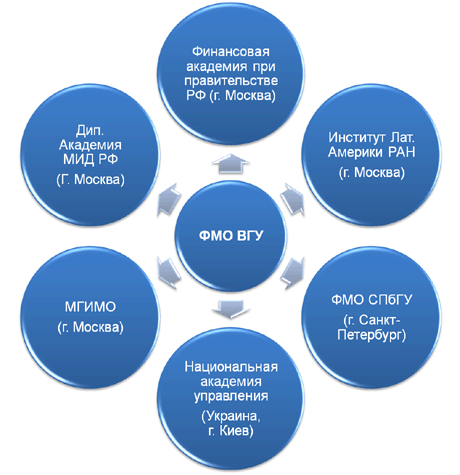 Финансовая
академия при
правительстве
РФ (г. Москва)
Дип.
Академия
МИД РФ
(Г. Москва)
Институт Лат.
Америки РАН
(г. Москва)
ФМО ВГУ
МГИМО
(г. Москва)
ФМО СПбГУ
(г. Санкт-
Петербург)
Национальная
академия
управления
(Украина,
г. Киев)